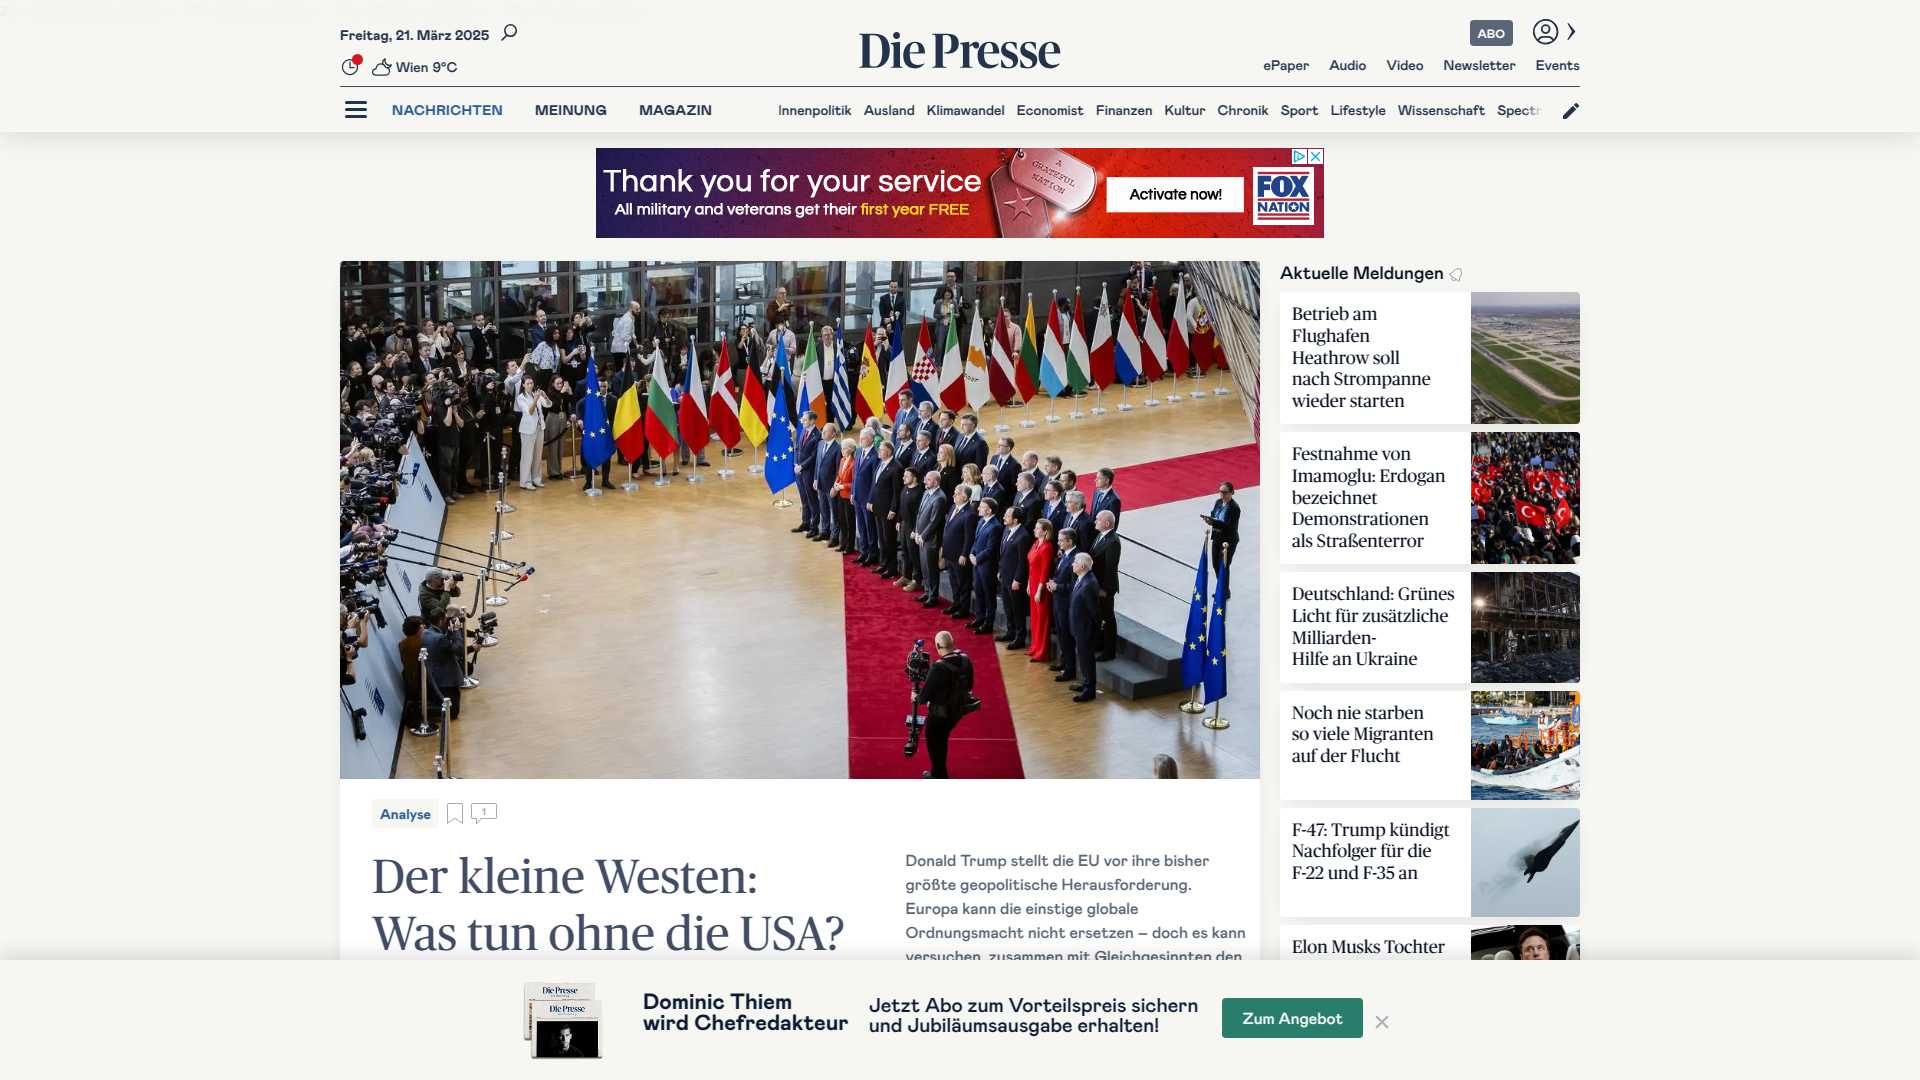 Freitag, 21. März 2025
Wien 9°C
Die Presse
ABO
ePaper Audio Video Newsletter Events
NACHRICHTEN MEINUNG MAGAZIN
Innenpolitik Ausland Klimawandel Economist Finanzen Kultur Chronik Sport Lifestyle Wissenschaft Spectr
Thank you for your service
All military and veterans get their first year FREE
A GRATEFUL NATION
Activate now!
FOX
NATION
Aktuelle Meldungen
Betrieb am
Flughafen
Heathrow soll
nach Strompanne
wieder starten
Festnahme von
Imamoglu: Erdogan
bezeichnet
Demonstrationen
als Straßenterror
Deutschland: Grünes
Licht für zusätzliche
Milliarden-
Hilfe an Ukraine
Noch nie starben
so viele Migranten
auf der Flucht
F-47: Trump kündigt
Nachfolger für die
F-22 und F-35 an
Elon Musks Tochter
Analyse
1
Der kleine Westen:
Was tun ohne die USA?
Donald Trump stellt die EU vor ihre bisher
größte geopolitische Herausforderung.
Europa kann die einstige globale
Ordnungsmacht nicht ersetzen – doch es kann
versuchen, zusammen mit Gleichgesinnten den
Die Presse
Die Presse
Dominic Thiem
wird Chefredakteur
Jetzt Abo zum Vorteilspreis sichern
und Jubiläumsausgabe erhalten!
Zum Angebot